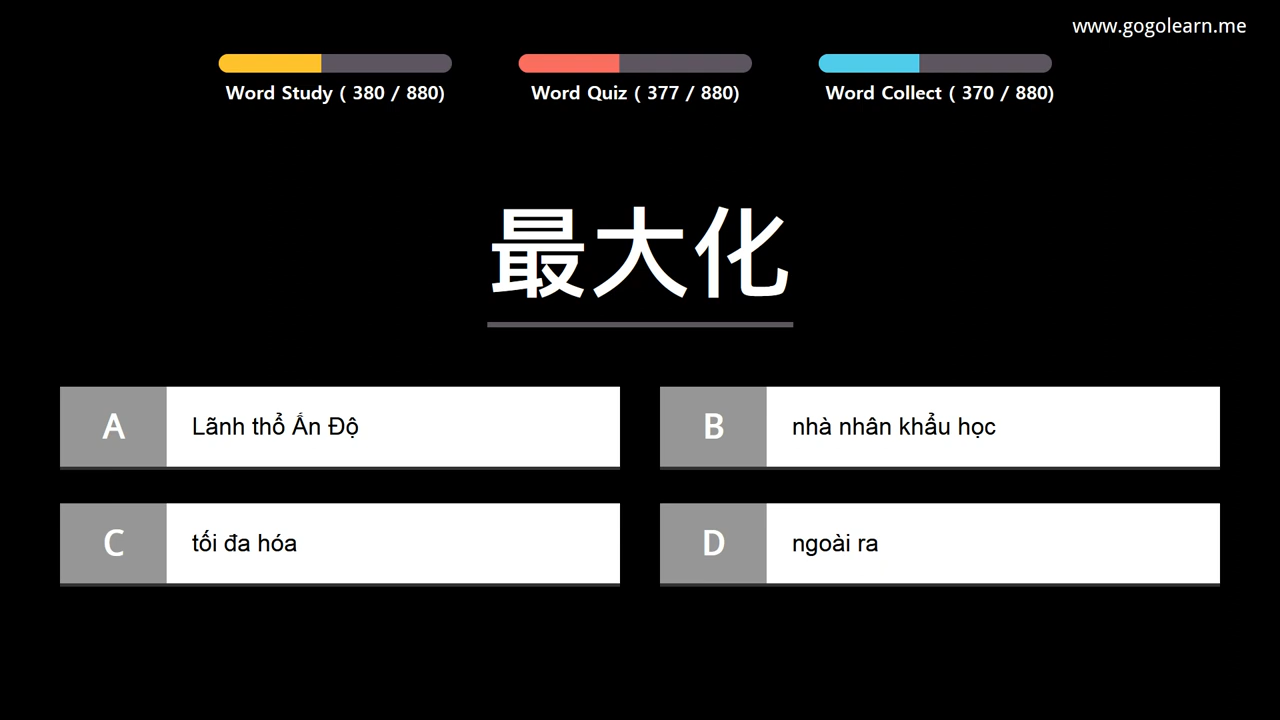 www.gogolearn.me
Word Study ( 380 / 880)
Word Quiz ( 377 / 880)
Word Collect ( 370 / 880)
最大化
A
Lãnh thổ Ấn Độ
B
nhà nhân khẩu học
C
tối đa hóa
D
ngoài ra